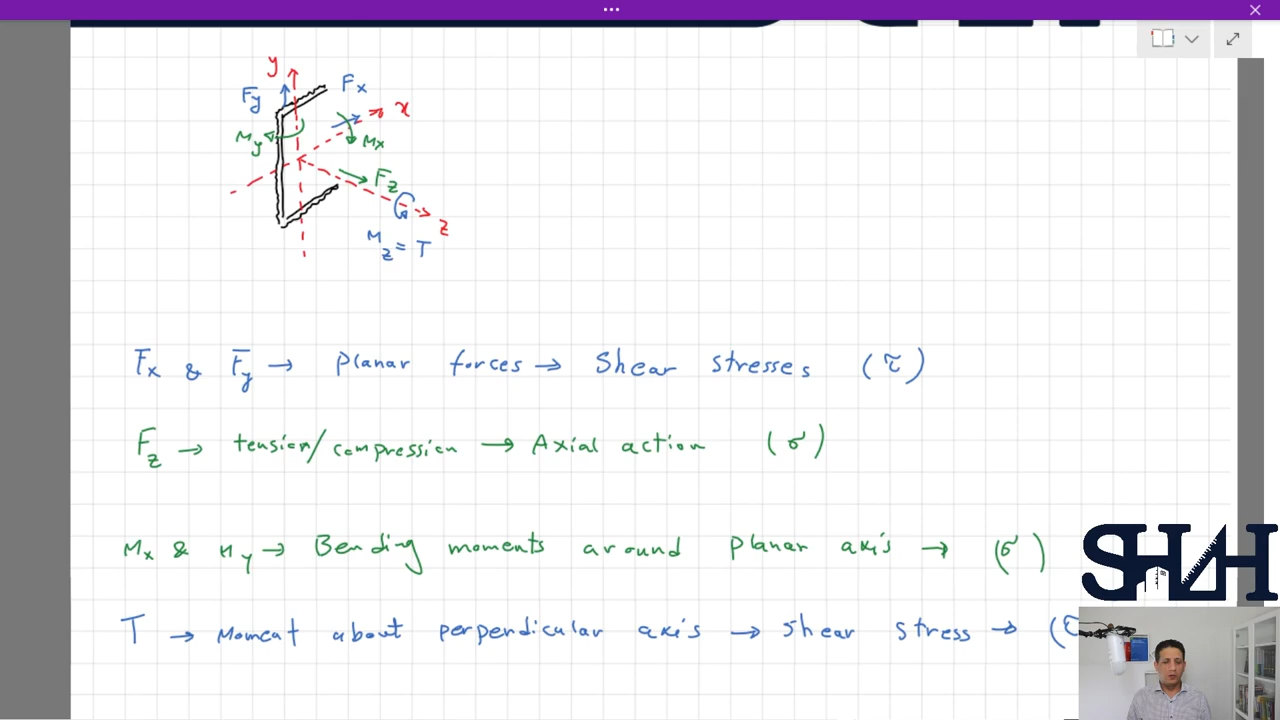 y
Fy
Fx
x
My
Mx
Fz
z
Mz = T
Fx & Fy → Planar forces → Shear stresses (τ)
Fz → tension/compression → Axial action (σ)
Mx & My → Bending moments around planar axis → (σ)
T → Moment about perpendicular axis → shear stress → (τ
SHZH